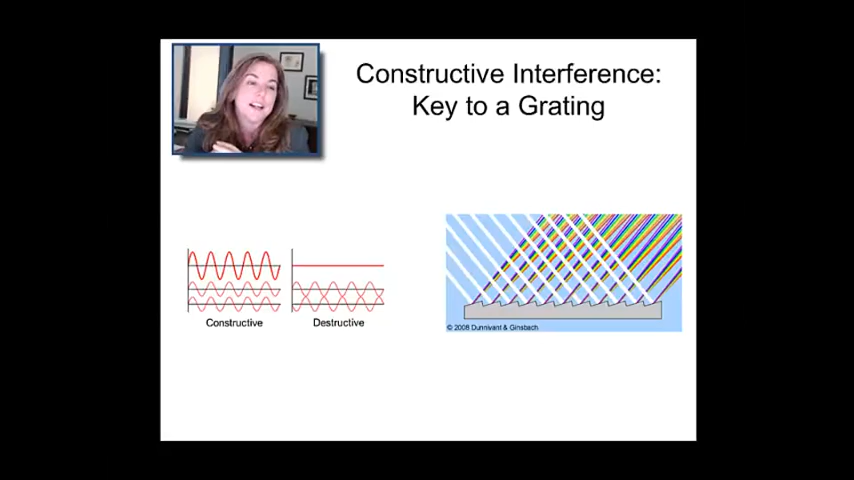 Constructive Interference:
Key to a Grating
Constructive
Destructive
© 2008 Dunnivant & Ginsbach